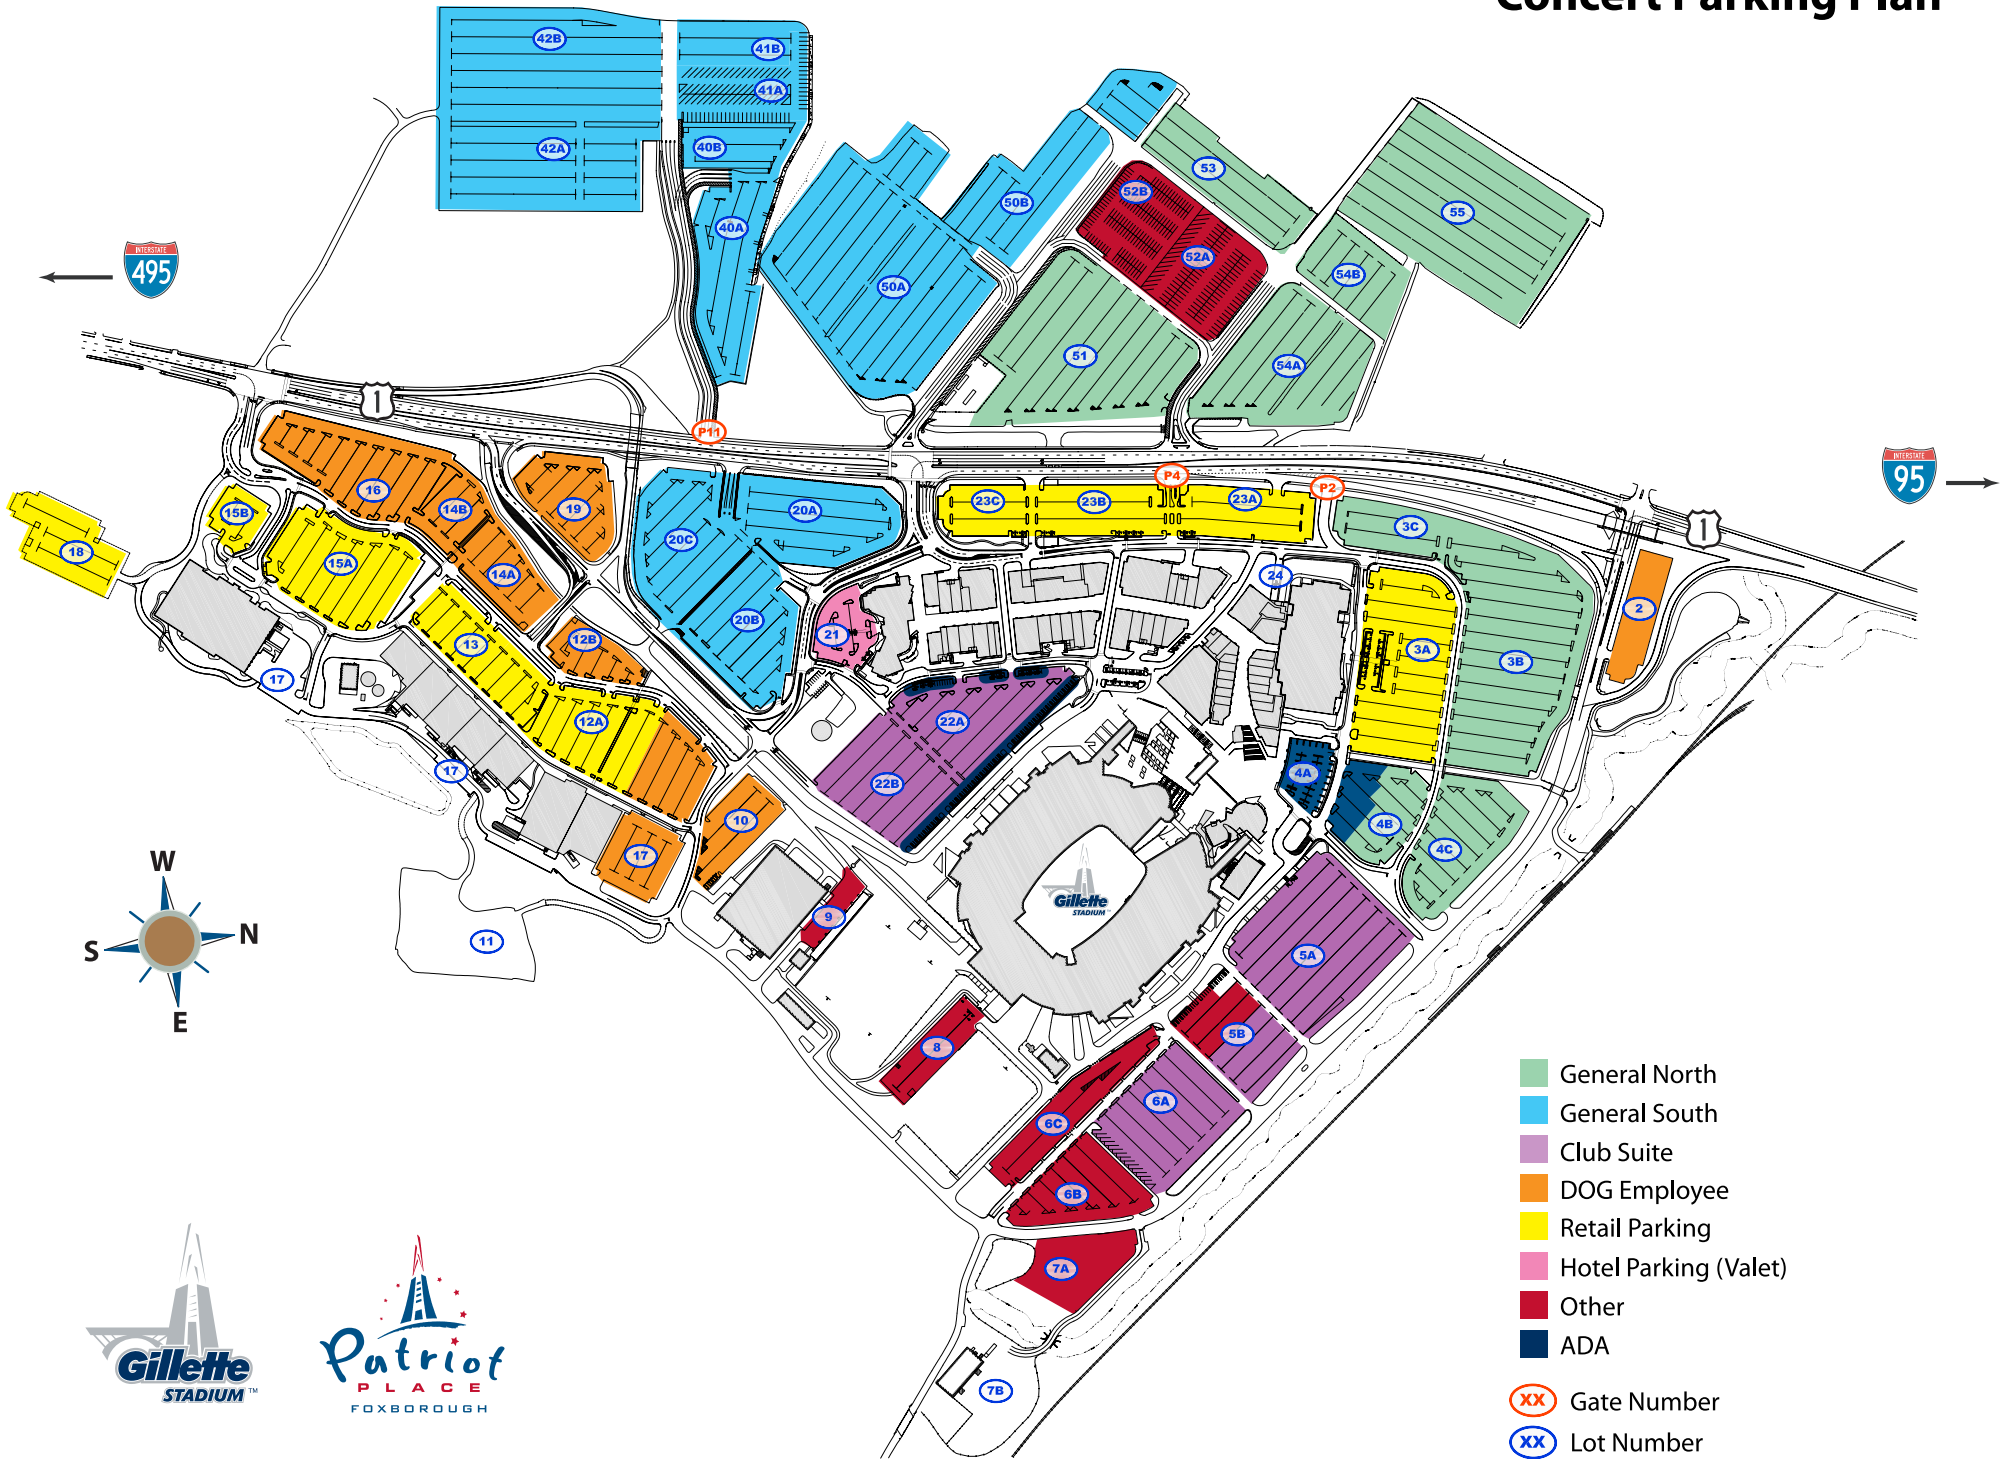 Concert Parking Plan
42B
41B
41A
42A
40B
53
52B
50B
55
40A
52A
INTERSTATE
495
54B
50A
51
54A
1
P11
INTERSTATE
95
P4
P2
16
15B
14B
19
20A
23C
23B
23A
3C
1
18
15A
20C
14A
24
2
13
12B
20B
21
3A
3B
17
12A
22A
17
22B
4A
10
4B
17
4C
Gillette
STADIUM
9
11
5A
W
N
S
E
8
5B
6A
6C
6B
7A
7B
General North
General South
Club Suite
DOG Employee
Retail Parking
Hotel Parking (Valet)
Other
ADA
XX Gate Number
XX Lot Number
Gillette
STADIUM™
Patriot
PLACE
FOXBOROUGH